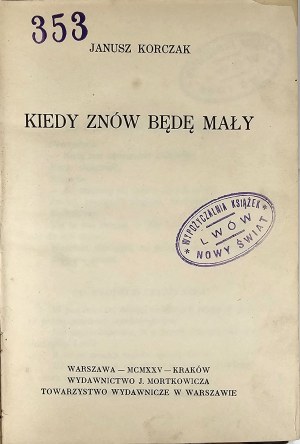 353
JANUSZ KORCZAK
KIEDY ZNÓW BĘDĘ MAŁY
* WYPOŻYCZALNIA KSIĄŻEK *
LWÓW
NOWY ŚWIAT
WARSZAWA — MCMXXV — KRAKÓW
WYDAWNICTWO J. MORTKOWICZA
TOWARZYSTWO WYDAWNICZE W WARSZAWIE